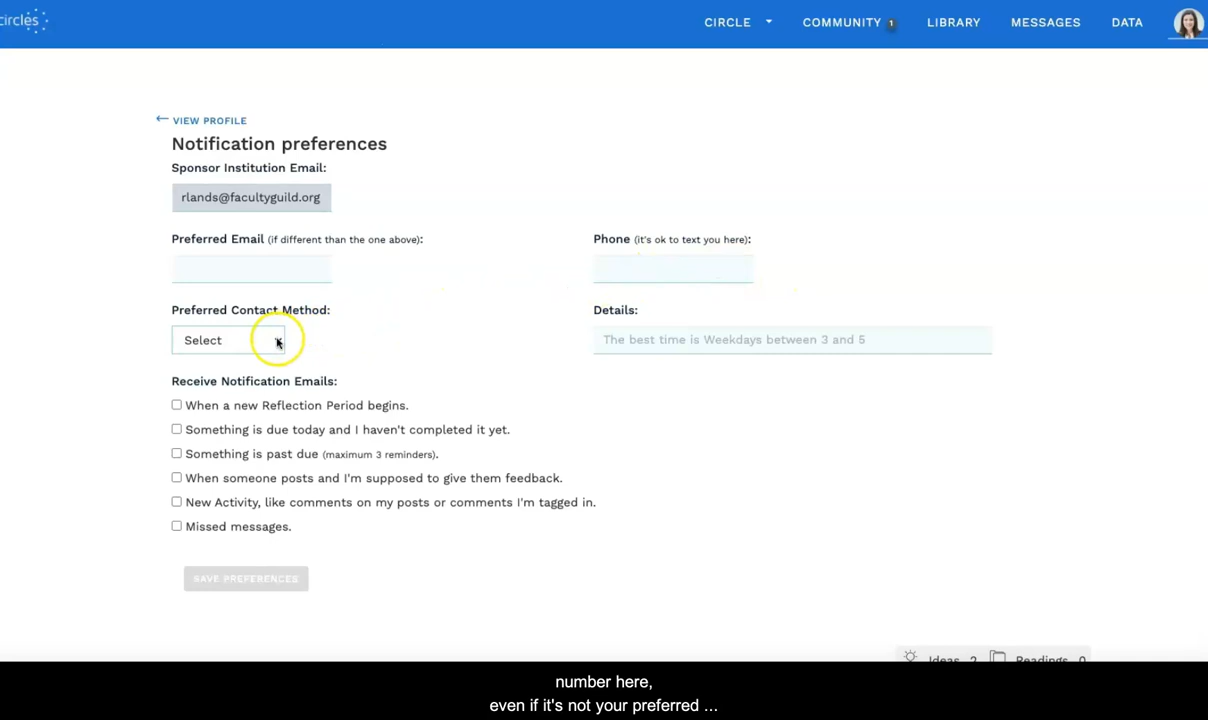 circles
CIRCLE COMMUNITY 1 LIBRARY MESSAGES DATA
← VIEW PROFILE
Notification preferences
Sponsor Institution Email:
rlands@facultyguild.org
Preferred Email (if different than the one above): Phone (it's ok to text you here):
Preferred Contact Method: Details:
Select The best time is Weekdays between 3 and 5
Receive Notification Emails:
When a new Reflection Period begins.
Something is due today and I haven't completed it yet.
Something is past due (maximum 3 reminders).
When someone posts and I'm supposed to give them feedback.
New Activity, like comments on my posts or comments I'm tagged in.
Missed messages.
SAVE PREFERENCES
Ideas 2 Readings 0
number here,
even if it's not your preferred ...